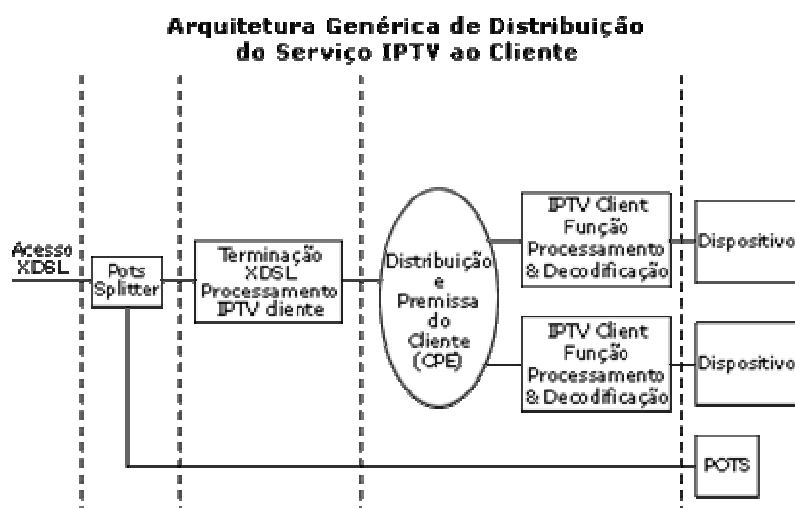 Arquitetura Genérica de Distribuição
do Serviço IPTV ao Cliente
Acesso
XDSL
Pots
Splitter
Terminação
XDSL
Processamento
IPTV cliente
Distribuição
e
Premissa
do
Cliente
(CPE)
IPTV Client
Função
Processamento
& Decodificação
Dispositivo
IPTV Client
Função
Processamento
& Decodificação
Dispositivo
POTS